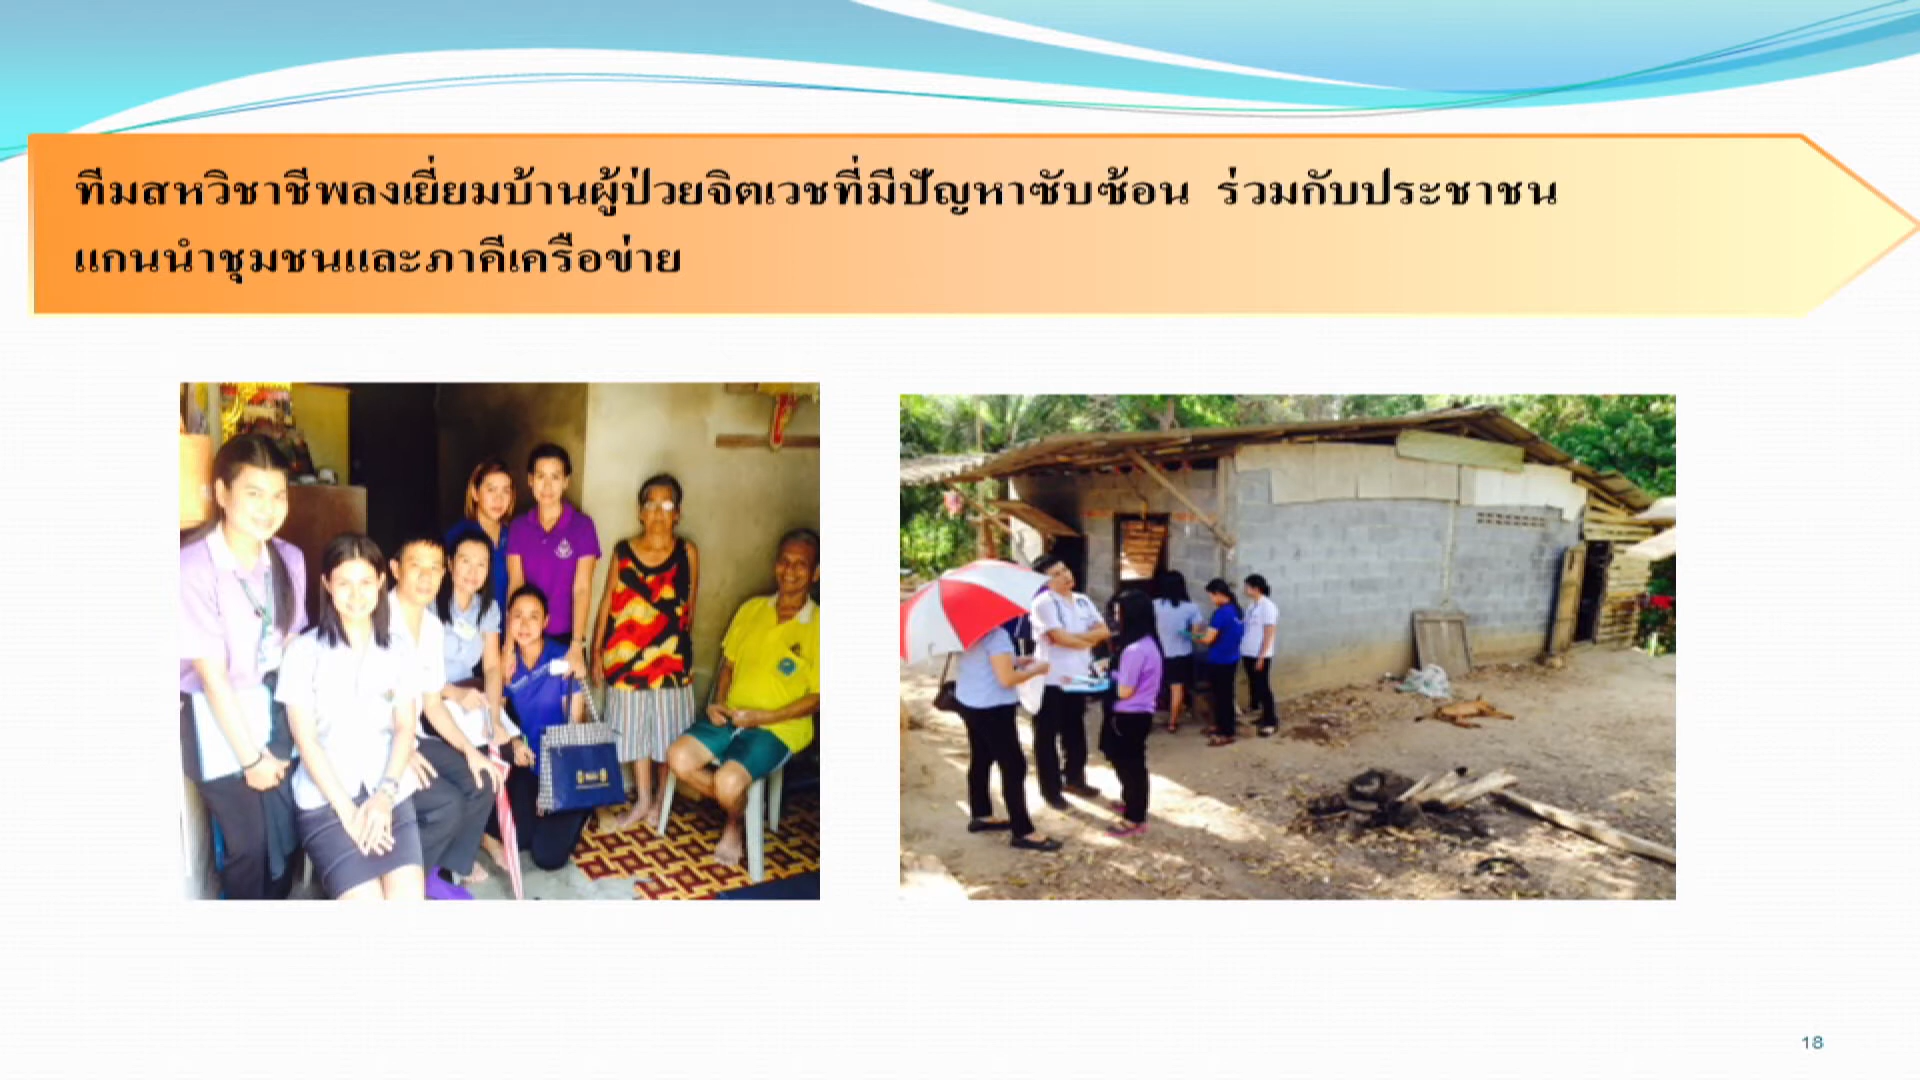 ทีมสหวิชาชีพลงเยี่ยมบ้านผู้ป่วยจิตเวชที่มีปัญหาซับซ้อน ร่วมกับประชาชน
แกนนำชุมชนและภาคีเครือข่าย
18